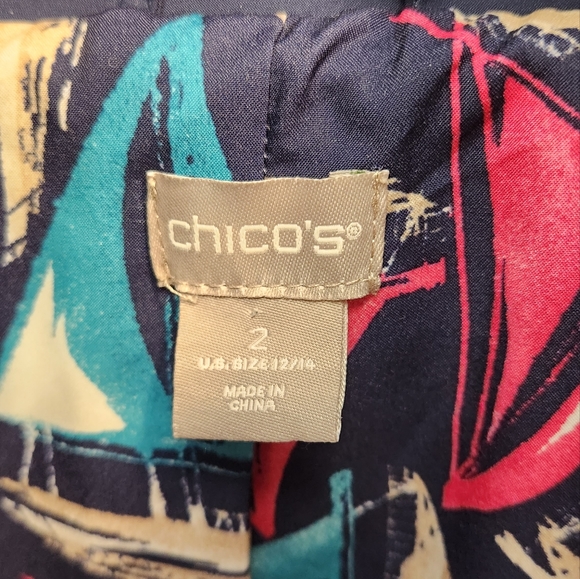 chico's®
2
U.S. SIZE 12/14
MADE IN
CHINA